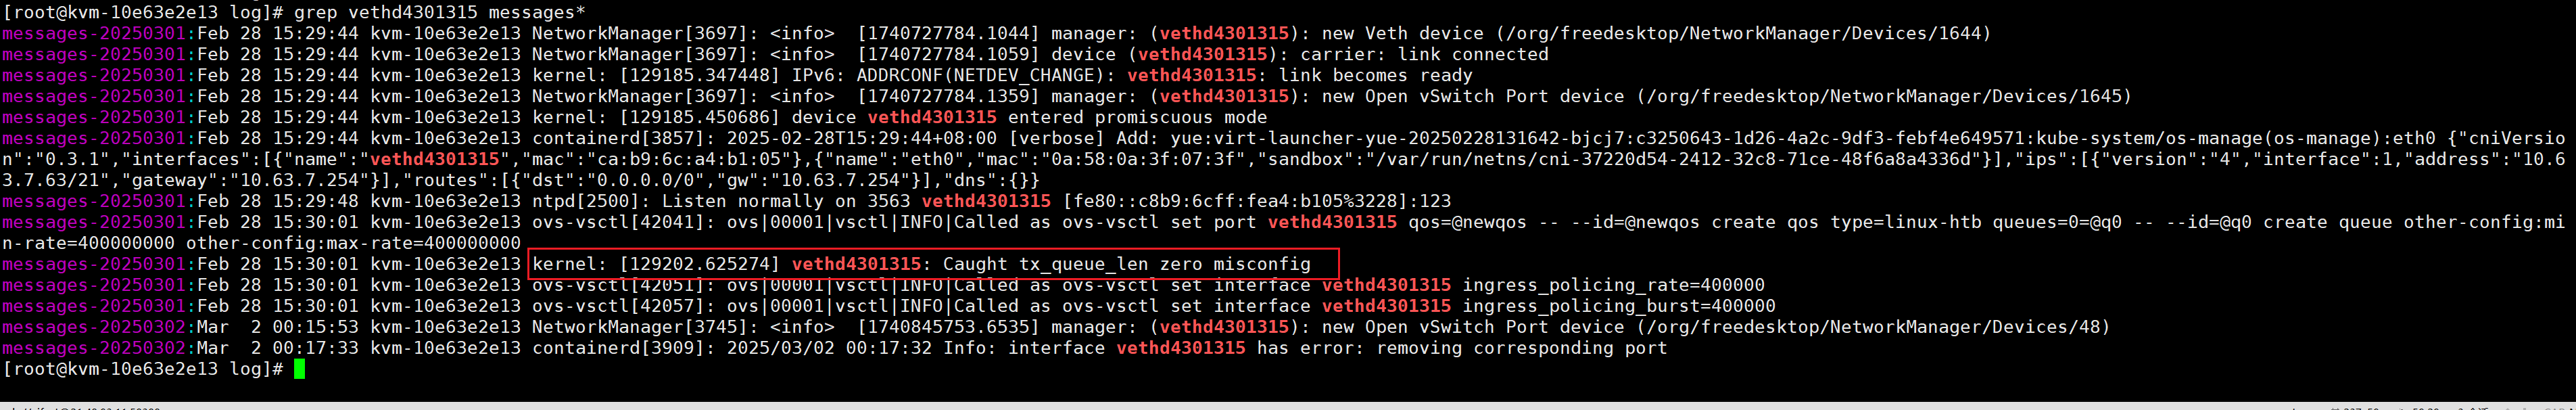 [root@kvm-10e63e2e13 log]# grep vethd4301315 messages*
messages-20250301:Feb 28 15:29:44 kvm-10e63e2e13 NetworkManager[3697]: <info>  [1740727784.1044] manager: (vethd4301315): new Veth device (/org/freedesktop/NetworkManager/Devices/1644)
messages-20250301:Feb 28 15:29:44 kvm-10e63e2e13 NetworkManager[3697]: <info>  [1740727784.1059] device (vethd4301315): carrier: link connected
messages-20250301:Feb 28 15:29:44 kvm-10e63e2e13 kernel: [129185.347448] IPv6: ADDRCONF(NETDEV_CHANGE): vethd4301315: link becomes ready
messages-20250301:Feb 28 15:29:44 kvm-10e63e2e13 NetworkManager[3697]: <info>  [1740727784.1359] manager: (vethd4301315): new Open vSwitch Port device (/org/freedesktop/NetworkManager/Devices/1645)
messages-20250301:Feb 28 15:29:44 kvm-10e63e2e13 kernel: [129185.450686] device vethd4301315 entered promiscuous mode
messages-20250301:Feb 28 15:29:44 kvm-10e63e2e13 containerd[3857]: 2025-02-28T15:29:44+08:00 [verbose] Add: yue:virt-launcher-yue-20250228131642-bjcj7:c3250643-1d26-4a2c-9df3-febf4e649571:kube-system/os-manage(os-manage):eth0 {"cniVersio
n":"0.3.1","interfaces":[{"name":"vethd4301315","mac":"ca:b9:6c:a4:b1:05"},{"name":"eth0","mac":"0a:58:0a:3f:07:3f","sandbox":"/var/run/netns/cni-37220d54-2412-32c8-71ce-48f6a8a4336d"}],"ips":[{"version":"4","interface":1,"address":"10.6
3.7.63/21","gateway":"10.63.7.254"}],"routes":[{"dst":"0.0.0.0/0","gw":"10.63.7.254"}],"dns":{}}
messages-20250301:Feb 28 15:29:48 kvm-10e63e2e13 ntpd[2500]: Listen normally on 3563 vethd4301315 [fe80::c8b9:6cff:fea4:b105%3228]:123
messages-20250301:Feb 28 15:30:01 kvm-10e63e2e13 ovs-vsctl[42041]: ovs|00001|vsctl|INFO|Called as ovs-vsctl set port vethd4301315 qos=@newqos -- --id=@newqos create qos type=linux-htb queues=0=@q0 -- --id=@q0 create queue other-config:mi
n-rate=400000000 other-config:max-rate=400000000
messages-20250301:Feb 28 15:30:01 kvm-10e63e2e13 kernel: [129202.625274] vethd4301315: Caught tx_queue_len zero misconfig
messages-20250301:Feb 28 15:30:01 kvm-10e63e2e13 ovs-vsctl[42051]: ovs|00001|vsctl|INFO|Called as ovs-vsctl set interface vethd4301315 ingress_policing_rate=400000
messages-20250301:Feb 28 15:30:01 kvm-10e63e2e13 ovs-vsctl[42057]: ovs|00001|vsctl|INFO|Called as ovs-vsctl set interface vethd4301315 ingress_policing_burst=400000
messages-20250302:Mar  2 00:15:53 kvm-10e63e2e13 NetworkManager[3745]: <info>  [1740845753.6535] manager: (vethd4301315): new Open vSwitch Port device (/org/freedesktop/NetworkManager/Devices/48)
messages-20250302:Mar  2 00:17:33 kvm-10e63e2e13 containerd[3909]: 2025/03/02 00:17:32 Info: interface vethd4301315 has error: removing corresponding port
[root@kvm-10e63e2e13 log]#